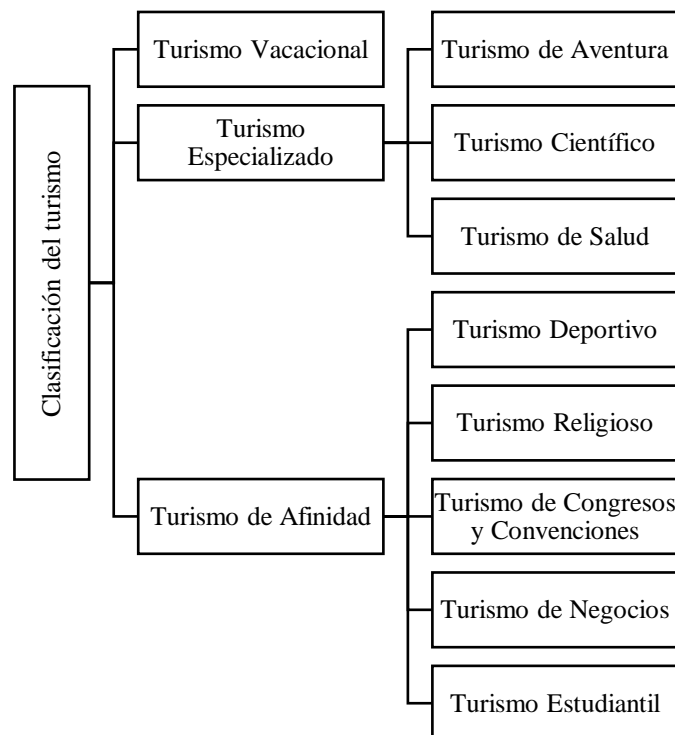 Clasificación del turismo
Turismo Vacacional
Turismo
Especializado
Turismo de Aventura
Turismo Científico
Turismo de Salud
Turismo de Afinidad
Turismo Deportivo
Turismo Religioso
Turismo de Congresos
y Convenciones
Turismo de Negocios
Turismo Estudiantil